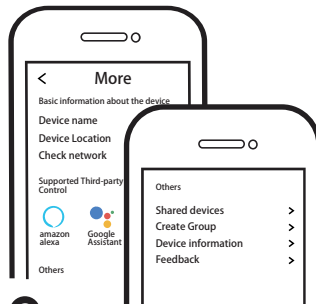 < More
Basic information about the device
Device name
Device Location
Check network
Supported Third-party
Control
amazon
alexa
Google
Assistant
Others
Others
Shared devices >
Create Group >
Device information >
Feedback >